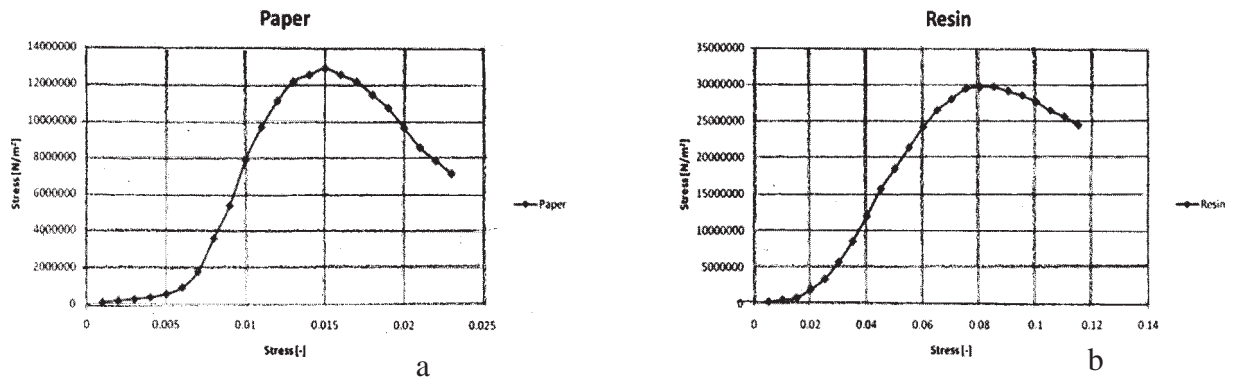 Paper
14000000
12000000
10000000
8000000
6000000
4000000
2000000
0
Stress [N/m²]
0 0.005 0.01 0.015 0.02 0.025
Stress [-]
Paper
a
Resin
35000000
30000000
25000000
20000000
15000000
10000000
5000000
0
Stress [N/m²]
0 0.02 0.04 0.06 0.08 0.1 0.12 0.14
Stress [-]
Resin
b